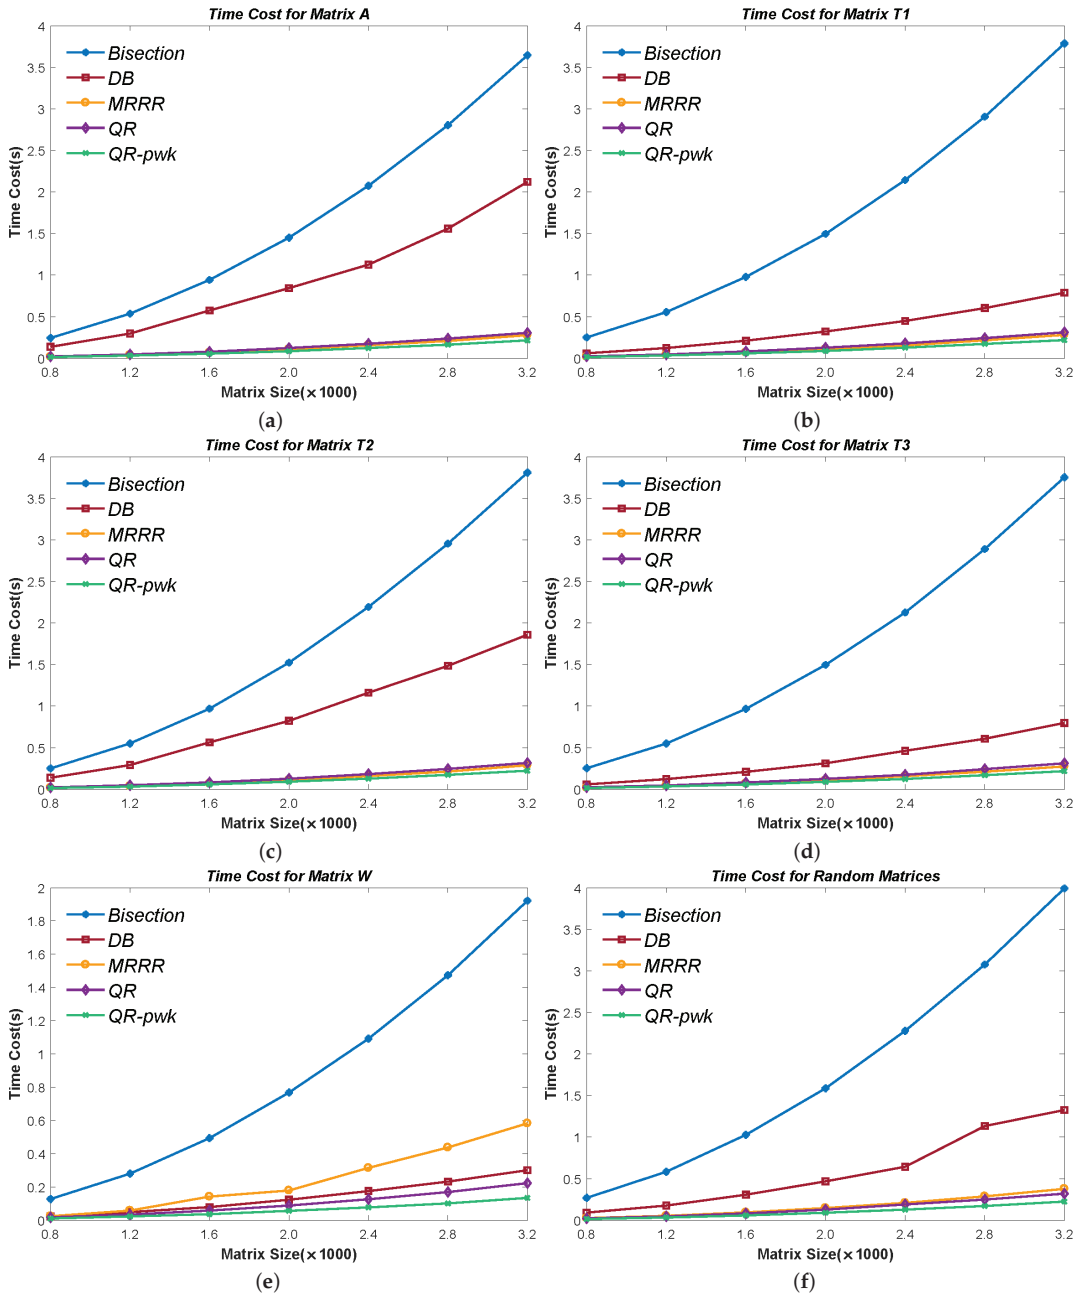 Time Cost for Matrix A
Time Cost(s)
4
3.5
3
2.5
2
1.5
1
0.5
0
Bisection
DB
MRRR
QR
QR-pwk
0.8 1.2 1.6 2.0 2.4 2.8 3.2
Matrix Size(×1000)
(a)
Time Cost for Matrix T1
Time Cost(s)
4
3.5
3
2.5
2
1.5
1
0.5
0
Bisection
DB
MRRR
QR
QR-pwk
0.8 1.2 1.6 2.0 2.4 2.8 3.2
Matrix Size(×1000)
(b)
Time Cost for Matrix T2
Time Cost(s)
4
3.5
3
2.5
2
1.5
1
0.5
0
Bisection
DB
MRRR
QR
QR-pwk
0.8 1.2 1.6 2.0 2.4 2.8 3.2
Matrix Size(×1000)
(c)
Time Cost for Matrix T3
Time Cost(s)
4
3.5
3
2.5
2
1.5
1
0.5
0
Bisection
DB
MRRR
QR
QR-pwk
0.8 1.2 1.6 2.0 2.4 2.8 3.2
Matrix Size(×1000)
(d)
Time Cost for Matrix W
Time Cost(s)
2
1.8
1.6
1.4
1.2
1
0.8
0.6
0.4
0.2
0
Bisection
DB
MRRR
QR
QR-pwk
0.8 1.2 1.6 2.0 2.4 2.8 3.2
Matrix Size(×1000)
(e)
Time Cost for Random Matrices
Time Cost(s)
4
3.5
3
2.5
2
1.5
1
0.5
0
Bisection
DB
MRRR
QR
QR-pwk
0.8 1.2 1.6 2.0 2.4 2.8 3.2
Matrix Size(×1000)
(f)